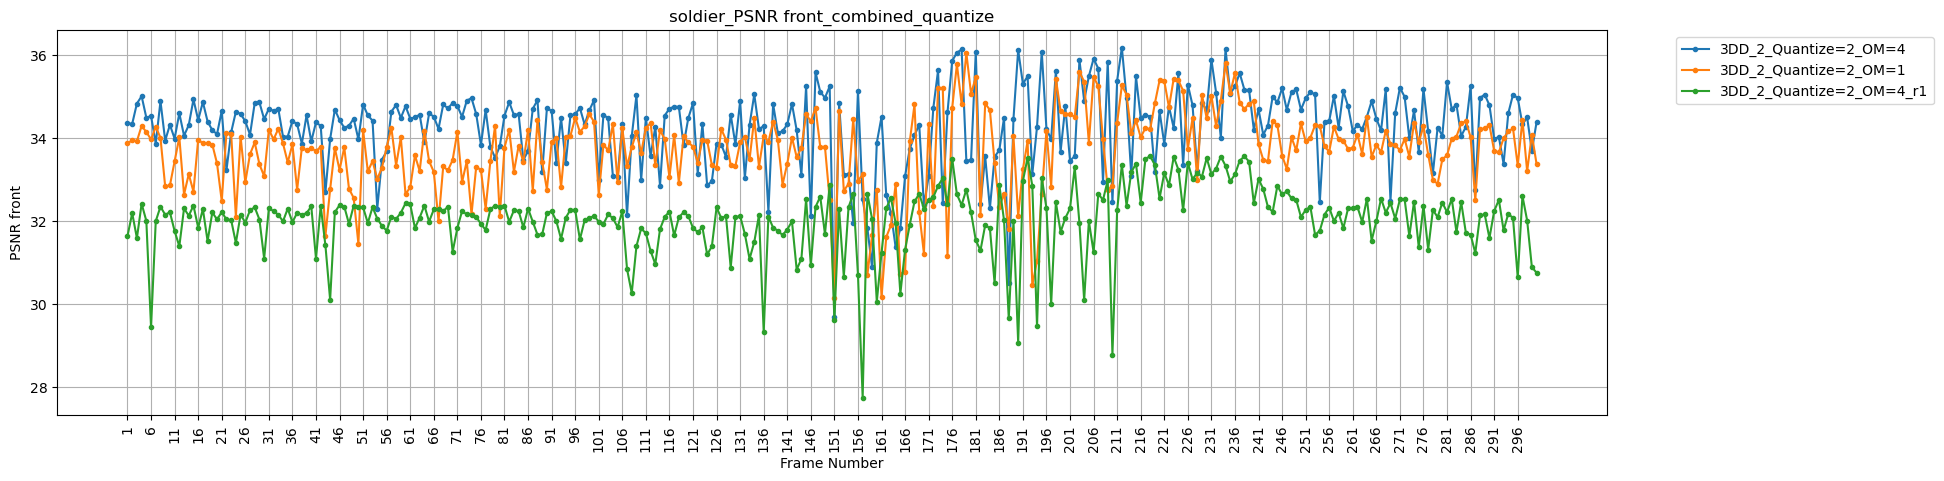 soldier_PSNR front_combined_quantize
3DD_2_Quantize=2_OM=4
3DD_2_Quantize=2_OM=1
3DD_2_Quantize=2_OM=4_r1
PSNR front
36
34
32
30
28
1 6 11 16 21 26 31 36 41 46 51 56 61 66 71 76 81 86 91 96 101 106 111 116 121 126 131 136 141 146 151 156 161 166 171 176 181 186 191 196 201 206 211 216 221 226 231 236 241 246 251 256 261 266 271 276 281 286 291 296
Frame Number